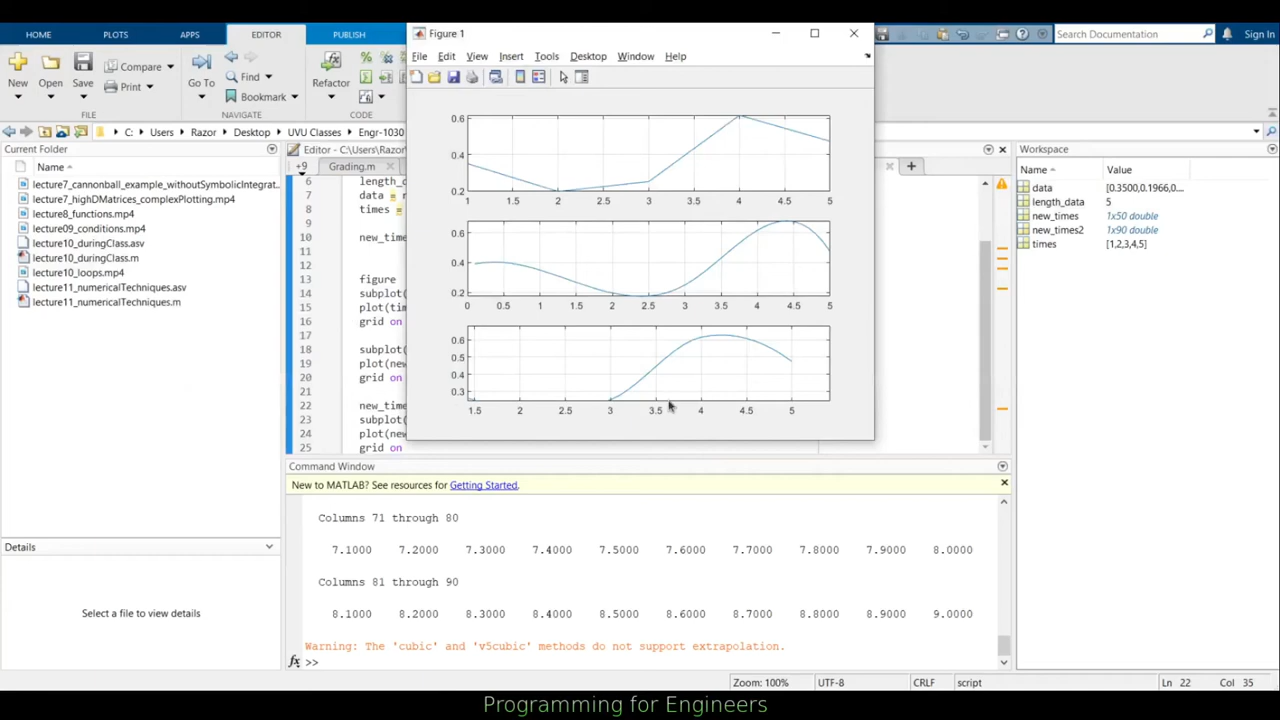 HOME PLOTS APPS EDITOR PUBLISH
Figure 1
Search Documentation
Sign In
File Edit View Insert Tools Desktop Window Help
New Open Save Compare Print Go To Find Bookmark Refactor
FILE NAVIGATE CODE
C: Users Razor Desktop UVU Classes Engr-1030
Current Folder
Name
lecture7_cannonball_example_withoutSymbolicIntegrat...
lecture7_highDMatrices_complexPlotting.mp4
lecture8_functions.mp4
lecture09_conditions.mp4
lecture10_duringClass.asv
lecture10_duringClass.m
lecture10_loops.mp4
lecture11_numericalTechniques.asv
lecture11_numericalTechniques.m
Details
Select a file to view details
Editor - C:\Users\Razor
+9 Grading.m
6 length_d
7 data = r
8 times =
9
10 new_time
11
12
13 figure
14 subplot(
15 plot(tim
16 grid on
17
18 subplot(
19 plot(new
20 grid on
21
22 new_time
23 subplot(
24 plot(new
25 grid on
0.6
0.4
0.2
1 1.5 2 2.5 3 3.5 4 4.5 5
0.6
0.4
0.2
0 0.5 1 1.5 2 2.5 3 3.5 4 4.5 5
0.6
0.5
0.4
0.3
1.5 2 2.5 3 3.5 4 4.5 5
Workspace
Name Value
data [0.3500,0.1966,0....
length_data 5
new_times 1x50 double
new_times2 1x90 double
times [1,2,3,4,5]
Command Window
New to MATLAB? See resources for Getting Started.
Columns 71 through 80
7.1000 7.2000 7.3000 7.4000 7.5000 7.6000 7.7000 7.8000 7.9000 8.0000
Columns 81 through 90
8.1000 8.2000 8.3000 8.4000 8.5000 8.6000 8.7000 8.8000 8.9000 9.0000
Warning: The 'cubic' and 'v5cubic' methods do not support extrapolation.
fx >>
Zoom: 100% UTF-8 CRLF script Ln 22 Col 35
Programming for Engineers